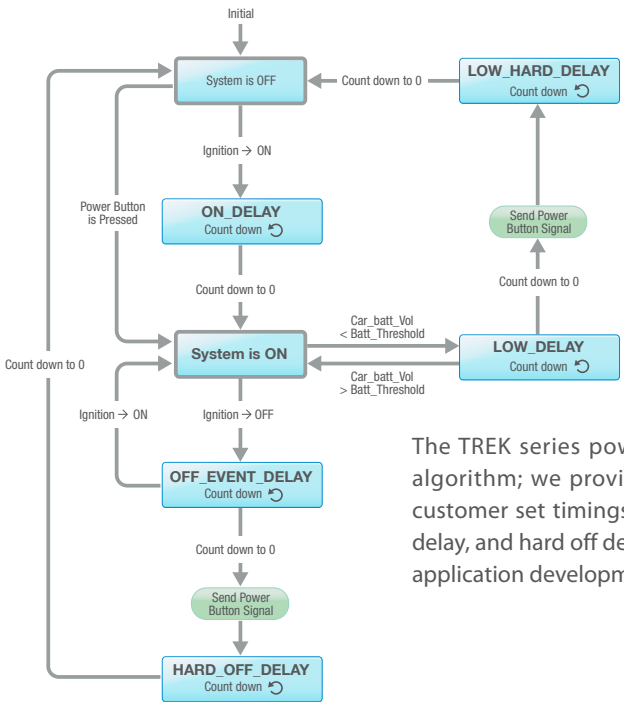 Initial
System is OFF
Count down to 0
LOW_HARD_DELAY
Count down
Ignition → ON
Power Button
is Pressed
ON_DELAY
Count down
Send Power
Button Signal
Count down to 0
Count down to 0
Car_batt_Vol
< Batt_Threshold
System is ON
LOW_DELAY
Count down
Car_batt_Vol
> Batt_Threshold
Count down to 0
Ignition → ON
Ignition → OFF
OFF_EVENT_DELAY
Count down
Count down to 0
Send Power
Button Signal
HARD_OFF_DELAY
Count down
The TREK series pow
algorithm; we provi
customer set timings
delay, and hard off de
application developm